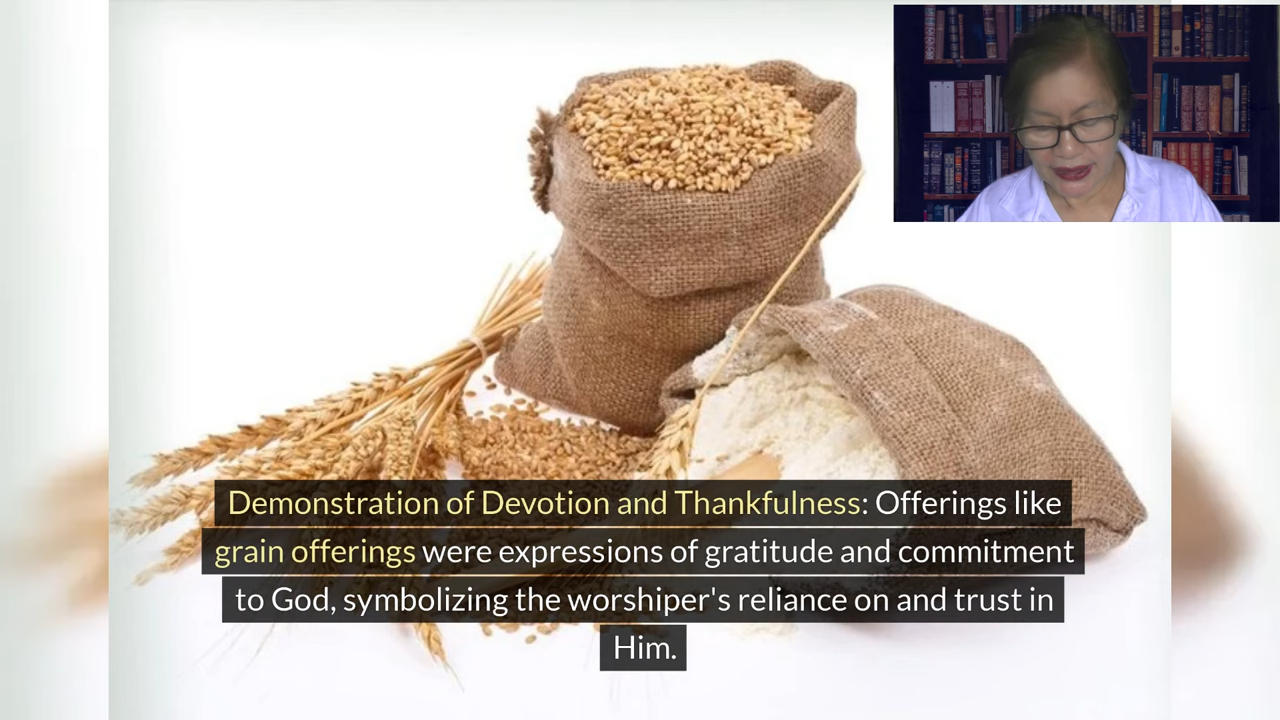 Demonstration of Devotion and Thankfulness: Offerings like
grain offerings were expressions of gratitude and commitment
to God, symbolizing the worshiper's reliance on and trust in
Him.